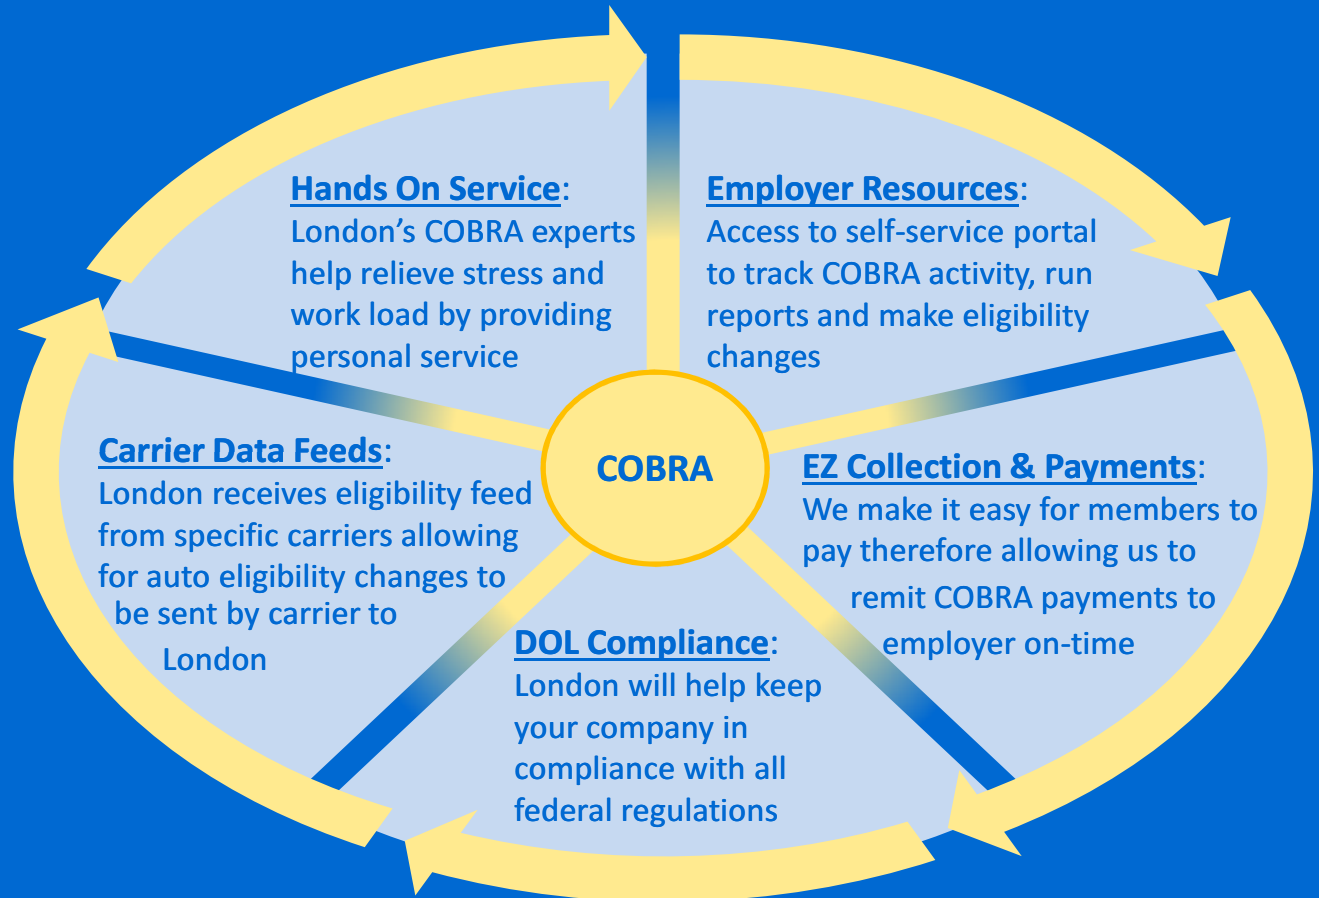 Hands On Service:
London’s COBRA experts
help relieve stress and
work load by providing
personal service
Employer Resources:
Access to self-service portal
to track COBRA activity, run
reports and make eligibility
changes
COBRA
Carrier Data Feeds:
London receives eligibility feed
from specific carriers allowing
for auto eligibility changes to
be sent by carrier to
London
EZ Collection & Payments:
We make it easy for members to
pay therefore allowing us to
remit COBRA payments to
employer on-time
DOL Compliance:
London will help keep
your company in
compliance with all
federal regulations